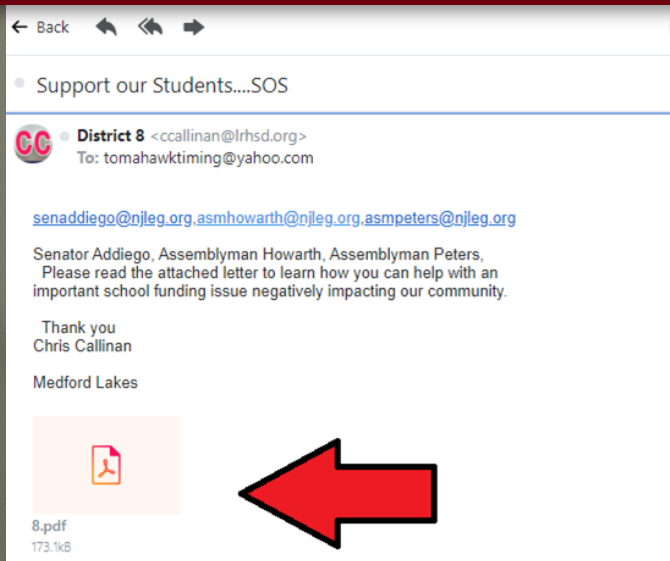 Back
Support our Students....SOS
CC
District 8 <ccallinan@lrhsd.org>
To: tomahawktiming@yahoo.com
senaddiego@njleg.org,asmhowarth@njleg.org,asmpeters@njleg.org
Senator Addiego, Assemblyman Howarth, Assemblyman Peters,
Please read the attached letter to learn how you can help with an
important school funding issue negatively impacting our community.
Thank you
Chris Callinan
Medford Lakes
8.pdf
173.1kB